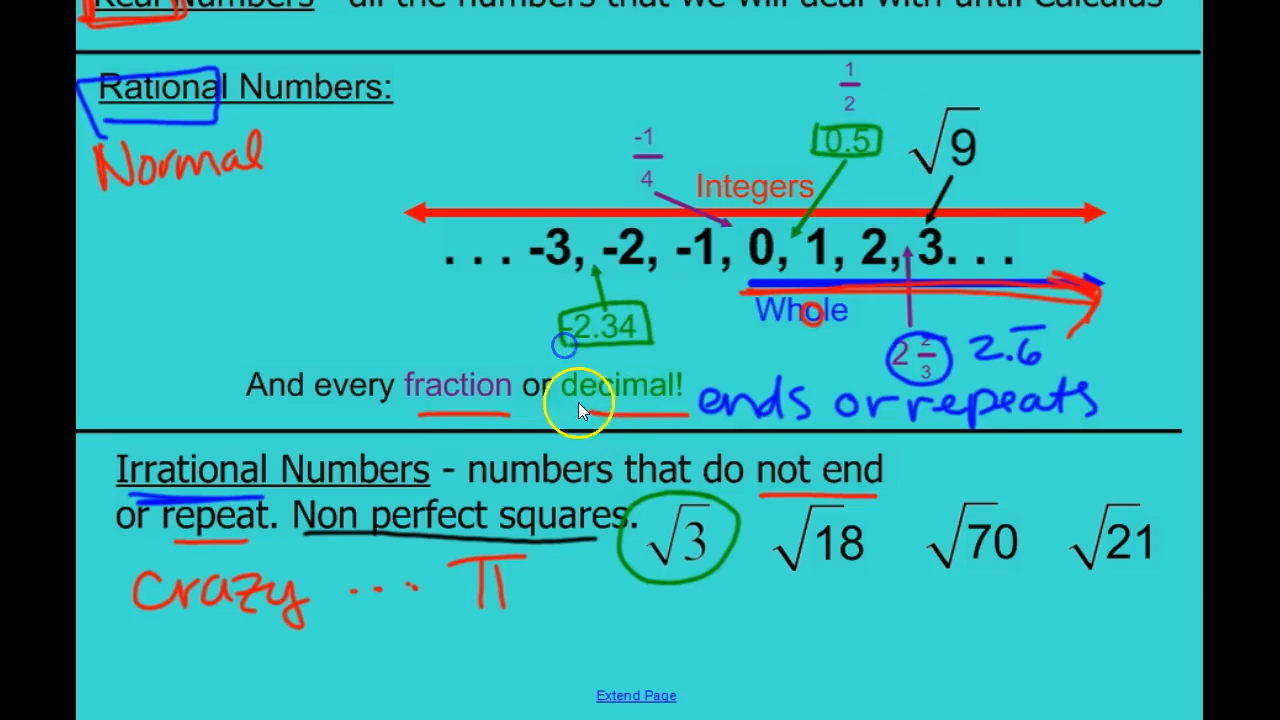 Real Numbers - all the numbers that we will deal with until Calculus
Rational Numbers:
Normal
1
2
0.5
√9
-1
4
Integers
. . . -3, -2, -1, 0, 1, 2, 3. . .
Whole
-2.34
2 2
3
2.6̅
And every fraction or decimal! ends or repeats
Irrational Numbers - numbers that do not end
or repeat. Non perfect squares. √3 √18 √70 √21
crazy ... π
Extend Page